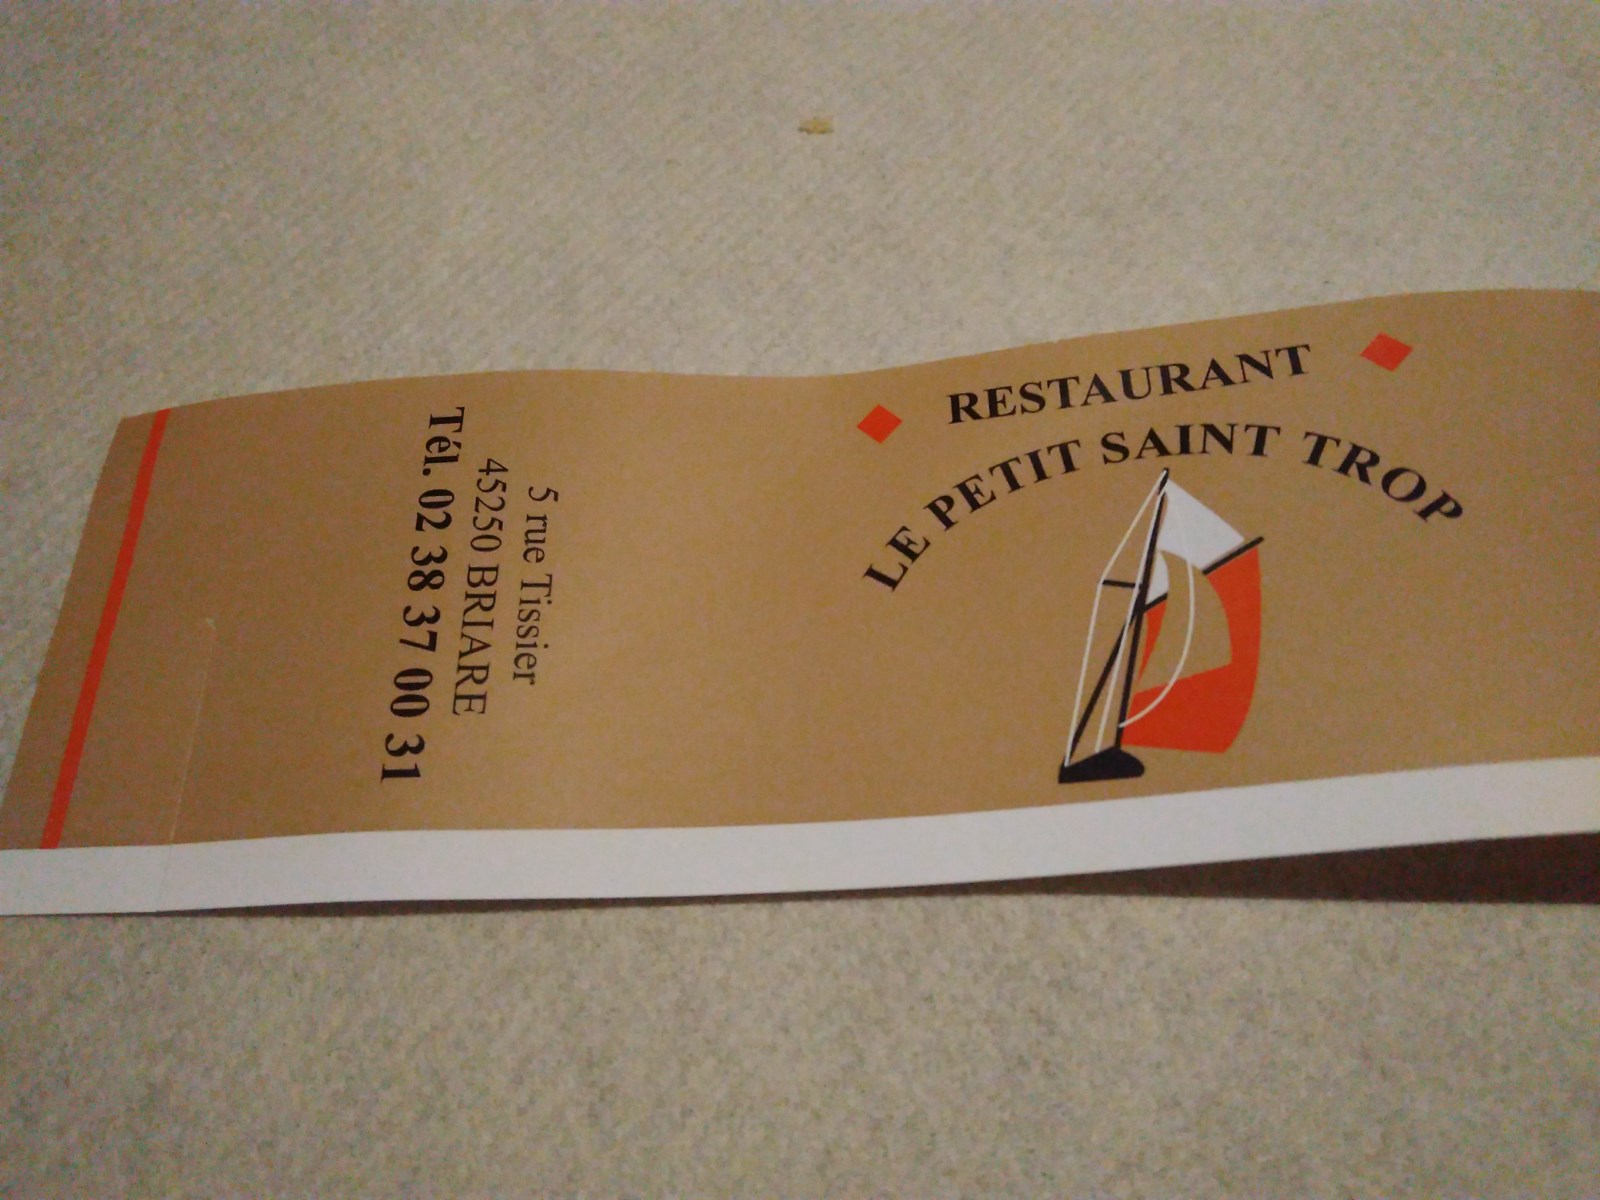 RESTAURANT
LE PETIT SAINT TROP
5 rue Tissier
45250 BRIARE
Tél. 02 38 37 00 31